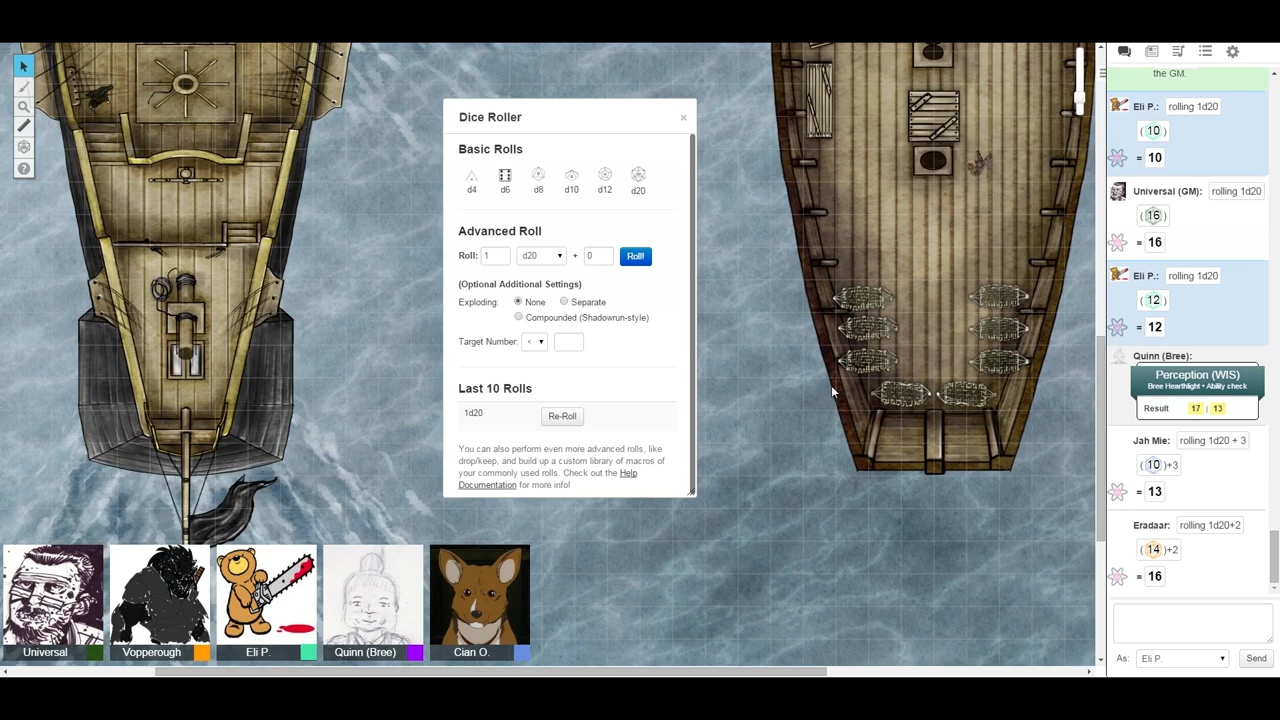 Dice Roller
×
Basic Rolls
d4 d6 d8 d10 d12 d20
Advanced Roll
Roll: 1 d20 + 0 Roll!
(Optional Additional Settings)
Exploding: None Separate
Compounded (Shadowrun-style)
Target Number: <
Last 10 Rolls
1d20 Re-Roll
You can also perform even more advanced rolls, like
drop/keep, and build up a custom library of macros of
your commonly used rolls. Check out the Help
Documentation for more info!
Universal
Vopperough
Eli P.
Quinn (Bree)
Cian O.
the GM.
Eli P.: rolling 1d20
(10)
= 10
Universal (GM): rolling 1d20
(16)
= 16
Eli P.: rolling 1d20
(12)
= 12
Quinn (Bree):
Perception (WIS)
Bree Hearthlight • Ability check
Result 17 | 13
Jah Mie: rolling 1d20 + 3
(10)+3
= 13
Eradaar: rolling 1d20+2
(14)+2
= 16
As: Eli P. Send